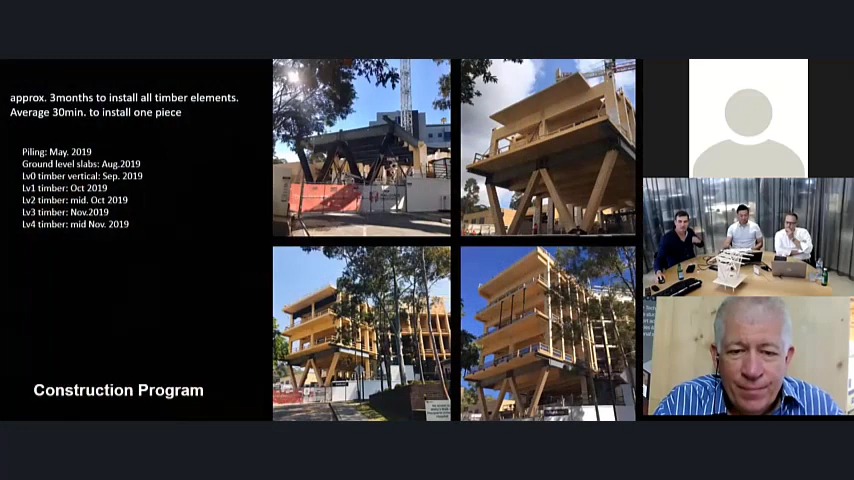 approx. 3months to install all timber elements.
Average 30min. to install one piece
Piling: May. 2019
Ground level slabs: Aug.2019
Lv0 timber vertical: Sep. 2019
Lv1 timber: Oct 2019
Lv2 timber: mid. Oct 2019
Lv3 timber: Nov.2019
Lv4 timber: mid Nov. 2019
Construction Program